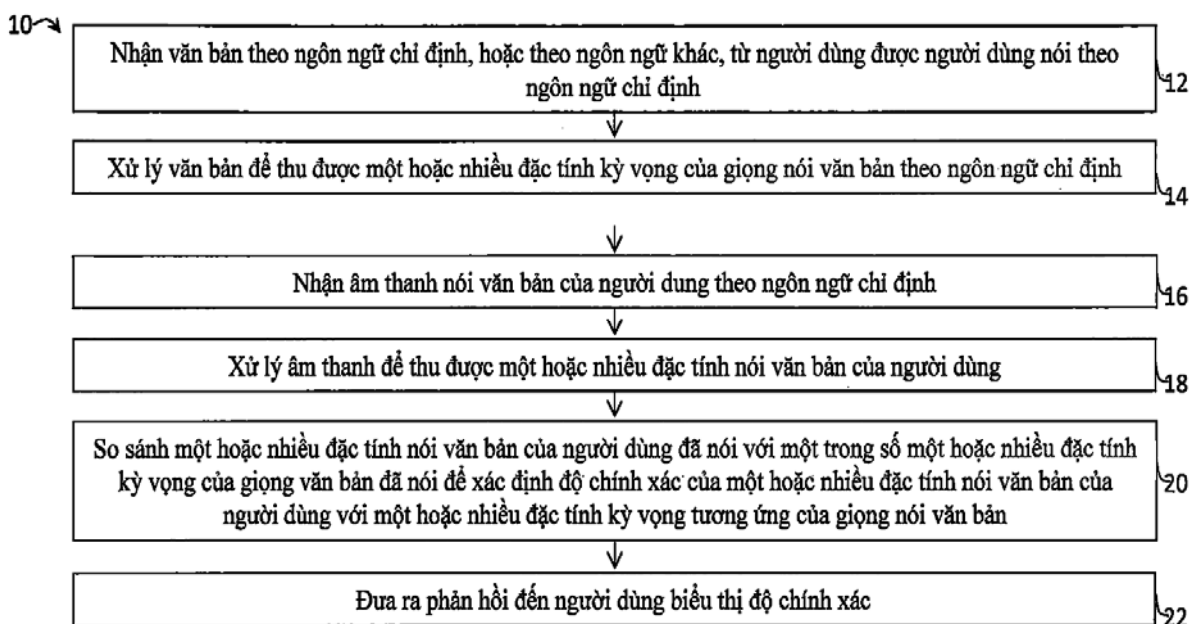 10
Nhận văn bản theo ngôn ngữ chỉ định, hoặc theo ngôn ngữ khác, từ người dùng được người dùng nói theo
ngôn ngữ chỉ định
12
Xử lý văn bản để thu được một hoặc nhiều đặc tính kỳ vọng của giọng nói văn bản theo ngôn ngữ chỉ định
14
Nhận âm thanh nói văn bản của người dung theo ngôn ngữ chỉ định
16
Xử lý âm thanh để thu được một hoặc nhiều đặc tính nói văn bản của người dùng
18
So sánh một hoặc nhiều đặc tính nói văn bản của người dùng đã nói với một trong số một hoặc nhiều đặc tính
kỳ vọng của giọng văn bản đã nói để xác định độ chính xác của một hoặc nhiều đặc tính nói văn bản của
người dùng với một hoặc nhiều đặc tính kỳ vọng tương ứng của giọng nói văn bản
20
Đưa ra phản hồi đến người dùng biểu thị độ chính xác
22